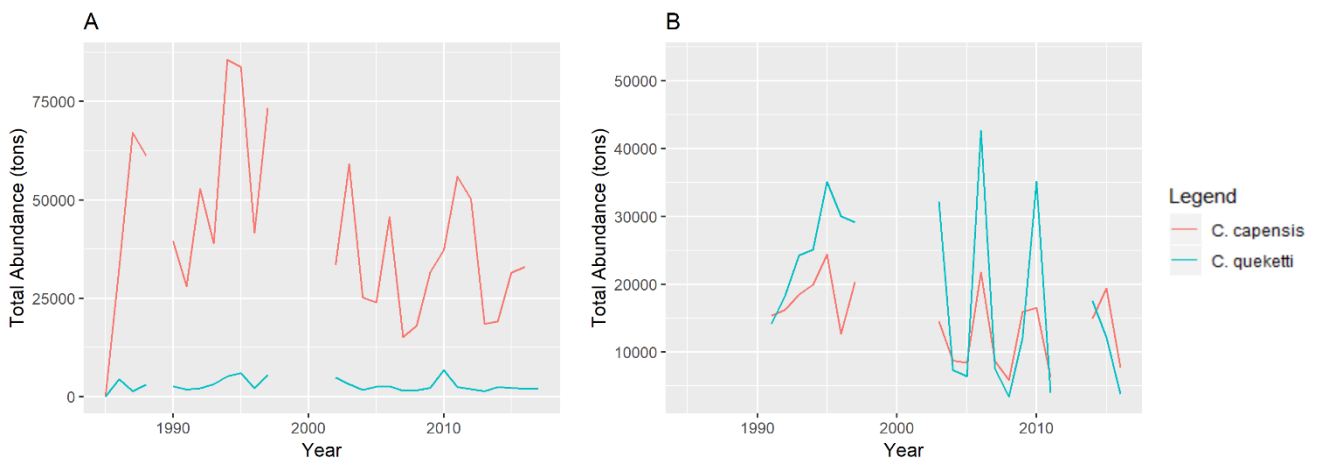 A
Total Abundance (tons)
75000
50000
25000
0
1990
2000
2010
Year
B
Total Abundance (tons)
50000
40000
30000
20000
10000
1990
2000
2010
Year
Legend
C. capensis
C. queketti